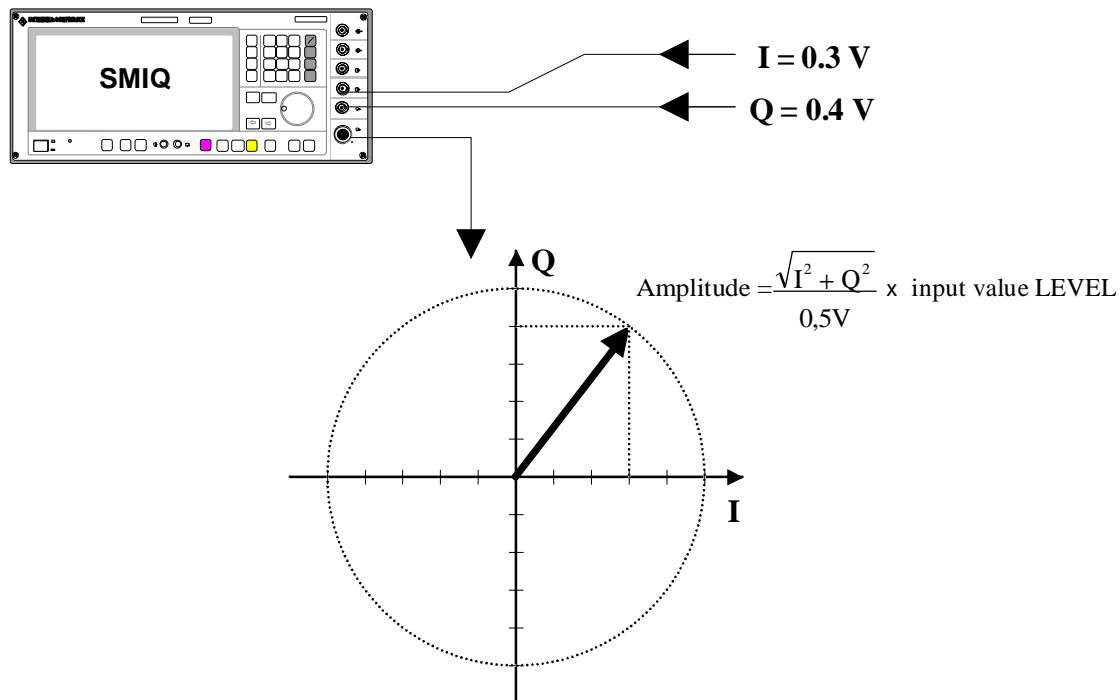 SMIQ
I = 0.3 V
Q = 0.4 V
Q
Amplitude = √I² + Q² / 0,5V x input value LEVEL
I